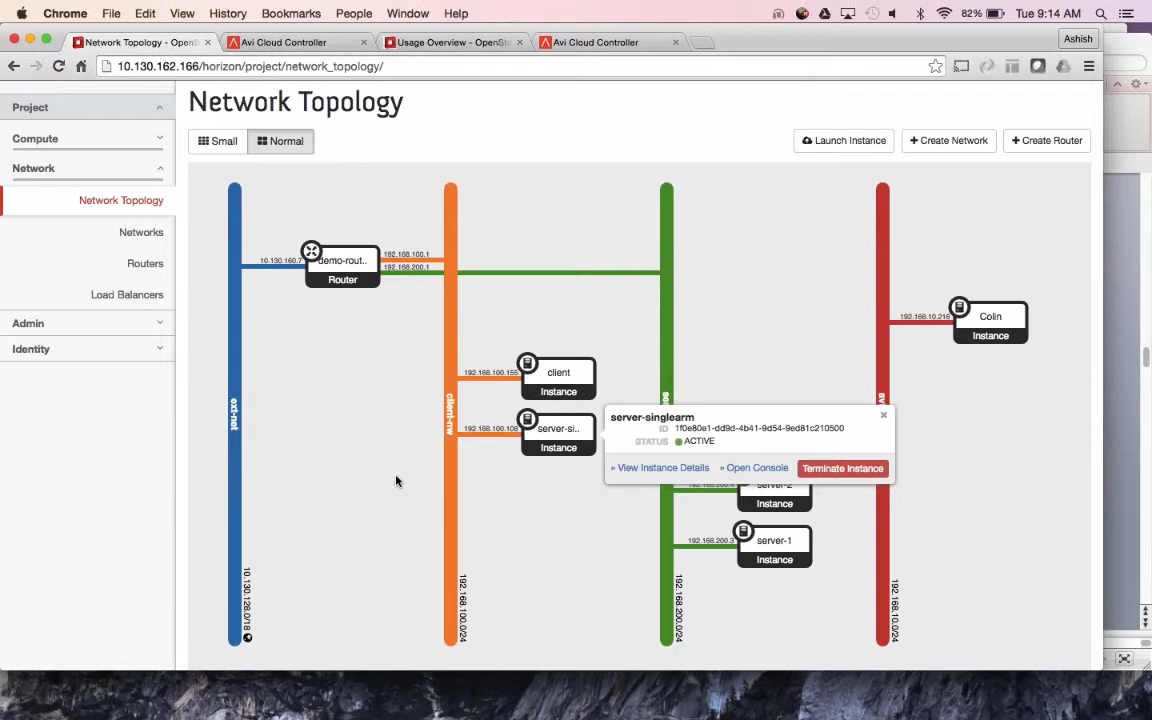 Chrome File Edit View History Bookmarks People Window Help 82% Tue 9:14 AM
Network Topology - OpenS × Avi Cloud Controller × Usage Overview - OpenSta × Avi Cloud Controller × Ashish
10.130.162.166/horizon/project/network_topology/
Project
Compute
Network
Network Topology
Networks
Routers
Load Balancers
Admin
Identity
Network Topology
Small Normal
Launch Instance + Create Network + Create Router
ext-net
10.130.128.0/18
10.130.160.7
demo-rout..
Router
192.168.100.1
192.168.200.1
client-nw
192.168.100.0/24
192.168.100.155
client
Instance
192.168.100.108
server-si..
Instance
server-singlearm ×
ID 1f0e80e1-dd9d-4b41-9d54-9ed81c210500
STATUS ACTIVE
» View Instance Details » Open Console Terminate Instance
server-2
Instance
192.168.200.3
server-1
Instance
192.168.200.0/24
192.168.10.216
Colin
Instance
192.168.10.0/24